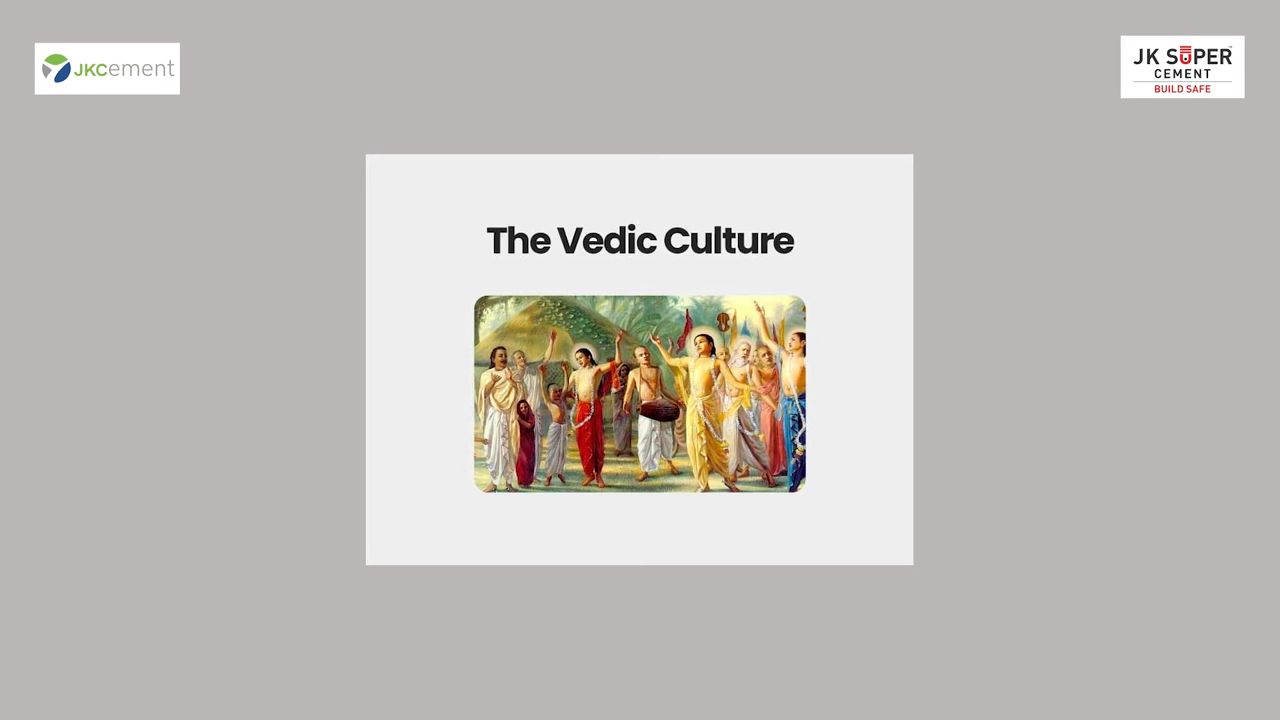 JKCement
JK SUPER
CEMENT
BUILD SAFE
The Vedic Culture